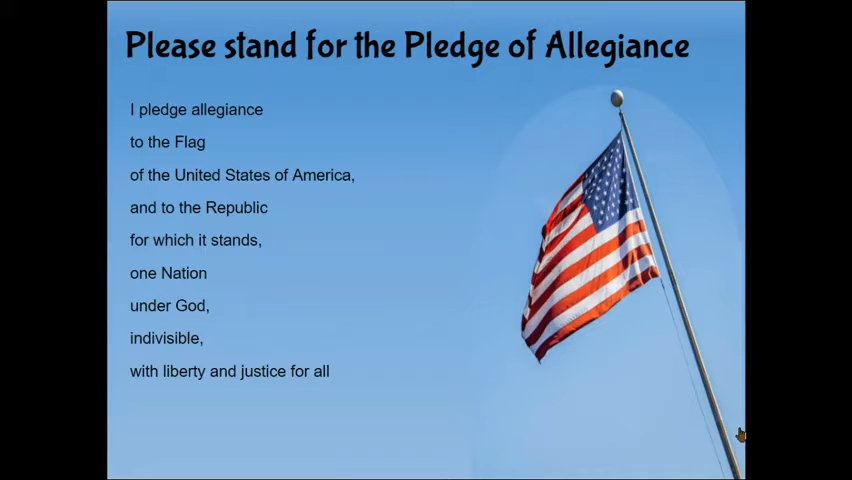 Please stand for the Pledge of Allegiance
I pledge allegiance
to the Flag
of the United States of America,
and to the Republic
for which it stands,
one Nation
under God,
indivisible,
with liberty and justice for all